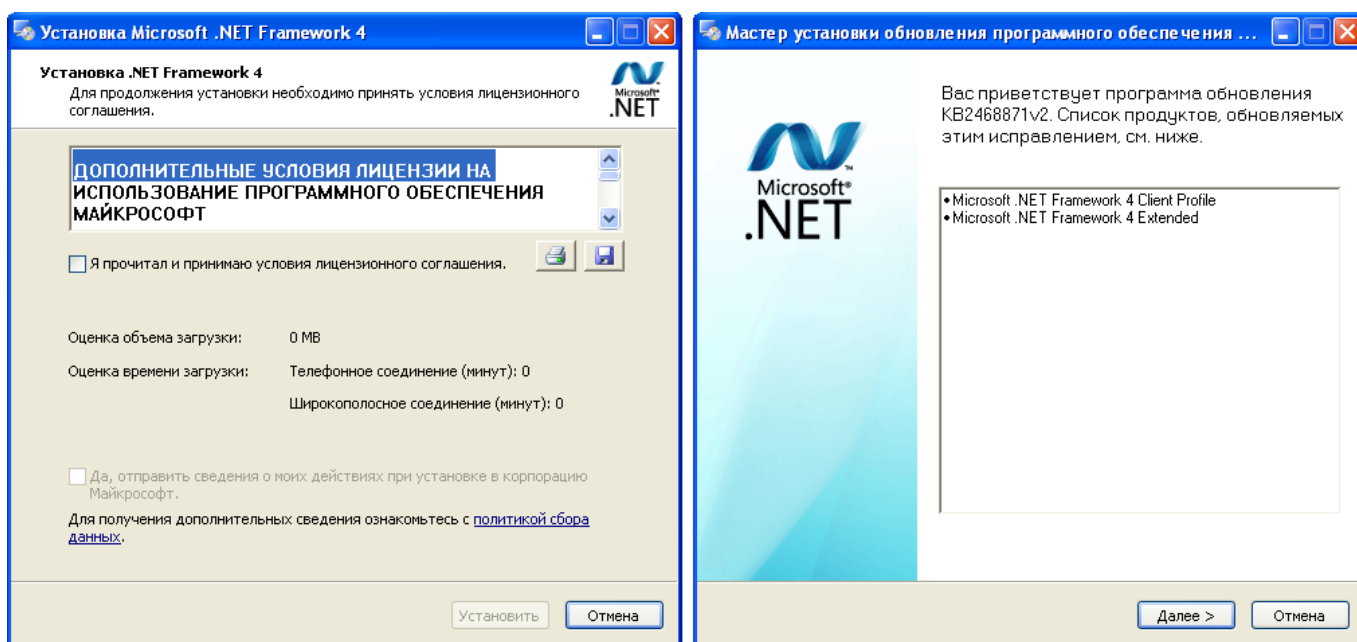 Установка Microsoft .NET Framework 4
Установка .NET Framework 4
Для продолжения установки необходимо принять условия лицензионного
соглашения.
Microsoft®
.NET
ДОПОЛНИТЕЛЬНЫЕ УСЛОВИЯ ЛИЦЕНЗИИ НА
ИСПОЛЬЗОВАНИЕ ПРОГРАММНОГО ОБЕСПЕЧЕНИЯ
МАЙКРОСОФТ
Я прочитал и принимаю условия лицензионного соглашения.
Оценка объема загрузки: 0 MB
Оценка времени загрузки: Телефонное соединение (минут): 0
Широкополосное соединение (минут): 0
Да, отправить сведения о моих действиях при установке в корпорацию
Майкрософт.
Для получения дополнительных сведения ознакомьтесь с политикой сбора
данных.
Установить Отмена
Мастер установки обновления программного обеспечения ...
Microsoft®
.NET
Вас приветствует программа обновления
KB2468871v2. Список продуктов, обновляемых
этим исправлением, см. ниже.
•Microsoft .NET Framework 4 Client Profile
•Microsoft .NET Framework 4 Extended
Далее > Отмена